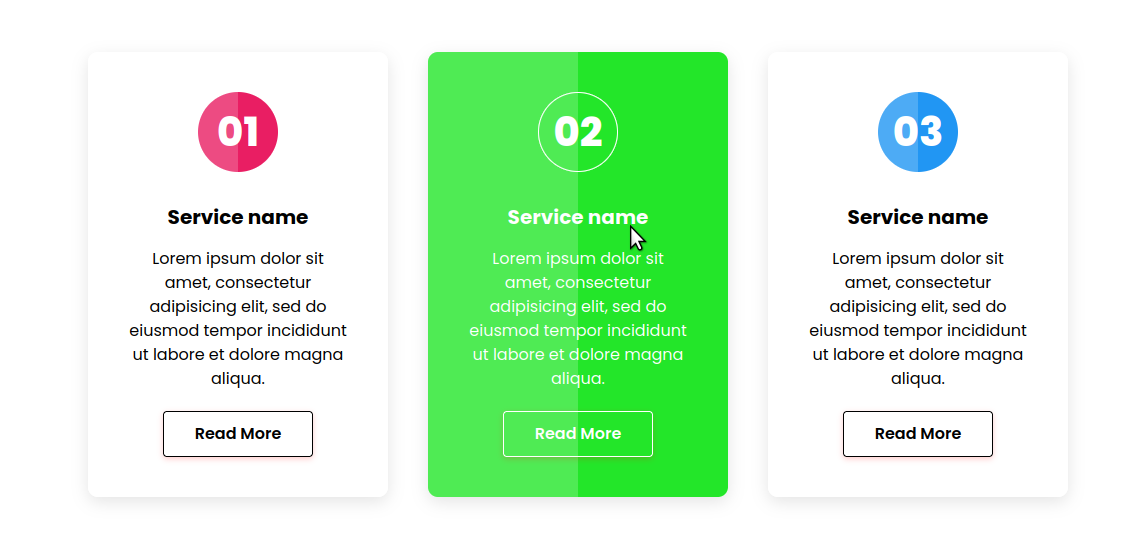 01
Service name
Lorem ipsum dolor sit
amet, consectetur
adipisicing elit, sed do
eiusmod tempor incididunt
ut labore et dolore magna
aliqua.
Read More
02
Service name
Lorem ipsum dolor sit
amet, consectetur
adipisicing elit, sed do
eiusmod tempor incididunt
ut labore et dolore magna
aliqua.
Read More
03
Service name
Lorem ipsum dolor sit
amet, consectetur
adipisicing elit, sed do
eiusmod tempor incididunt
ut labore et dolore magna
aliqua.
Read More